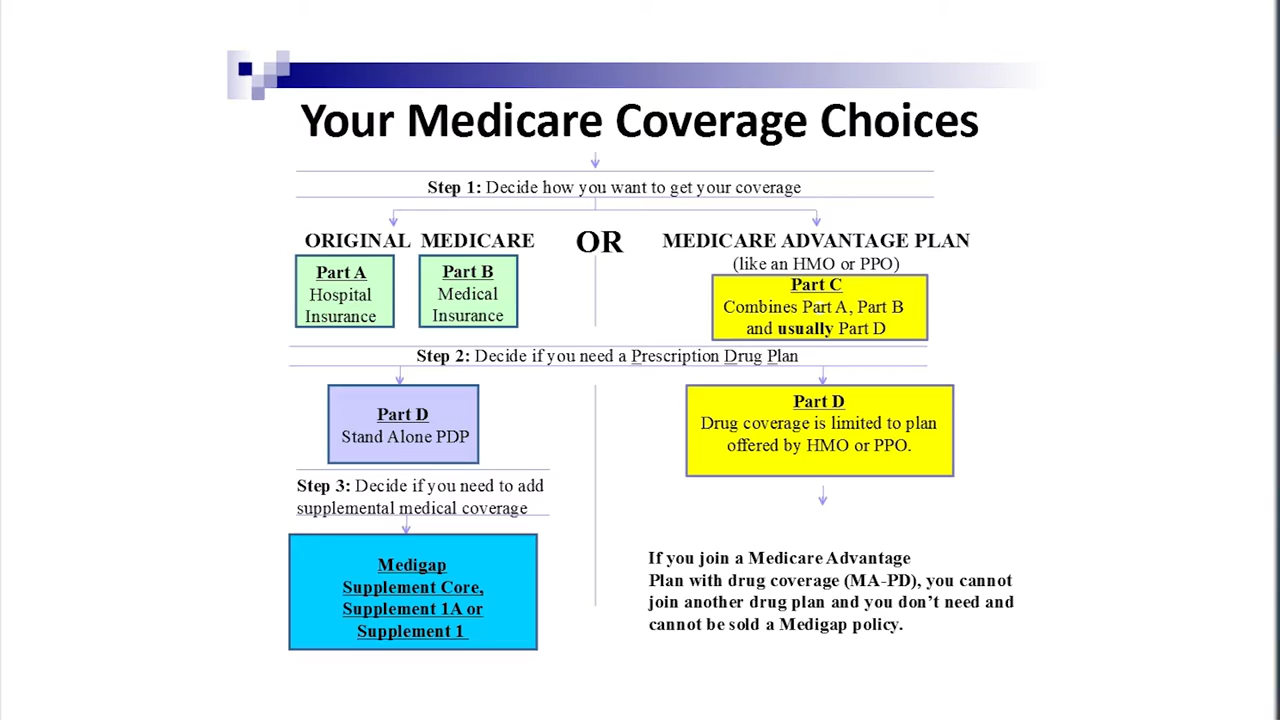 Your Medicare Coverage Choices
Step 1: Decide how you want to get your coverage
ORIGINAL MEDICARE
OR
MEDICARE ADVANTAGE PLAN
(like an HMO or PPO)
Part A
Hospital
Insurance
Part B
Medical
Insurance
Part C
Combines Part A, Part B
and usually Part D
Step 2: Decide if you need a Prescription Drug Plan
Part D
Stand Alone PDP
Part D
Drug coverage is limited to plan
offered by HMO or PPO.
Step 3: Decide if you need to add
supplemental medical coverage
Medigap
Supplement Core,
Supplement 1A or
Supplement 1
If you join a Medicare Advantage
Plan with drug coverage (MA-PD), you cannot
join another drug plan and you don’t need and
cannot be sold a Medigap policy.